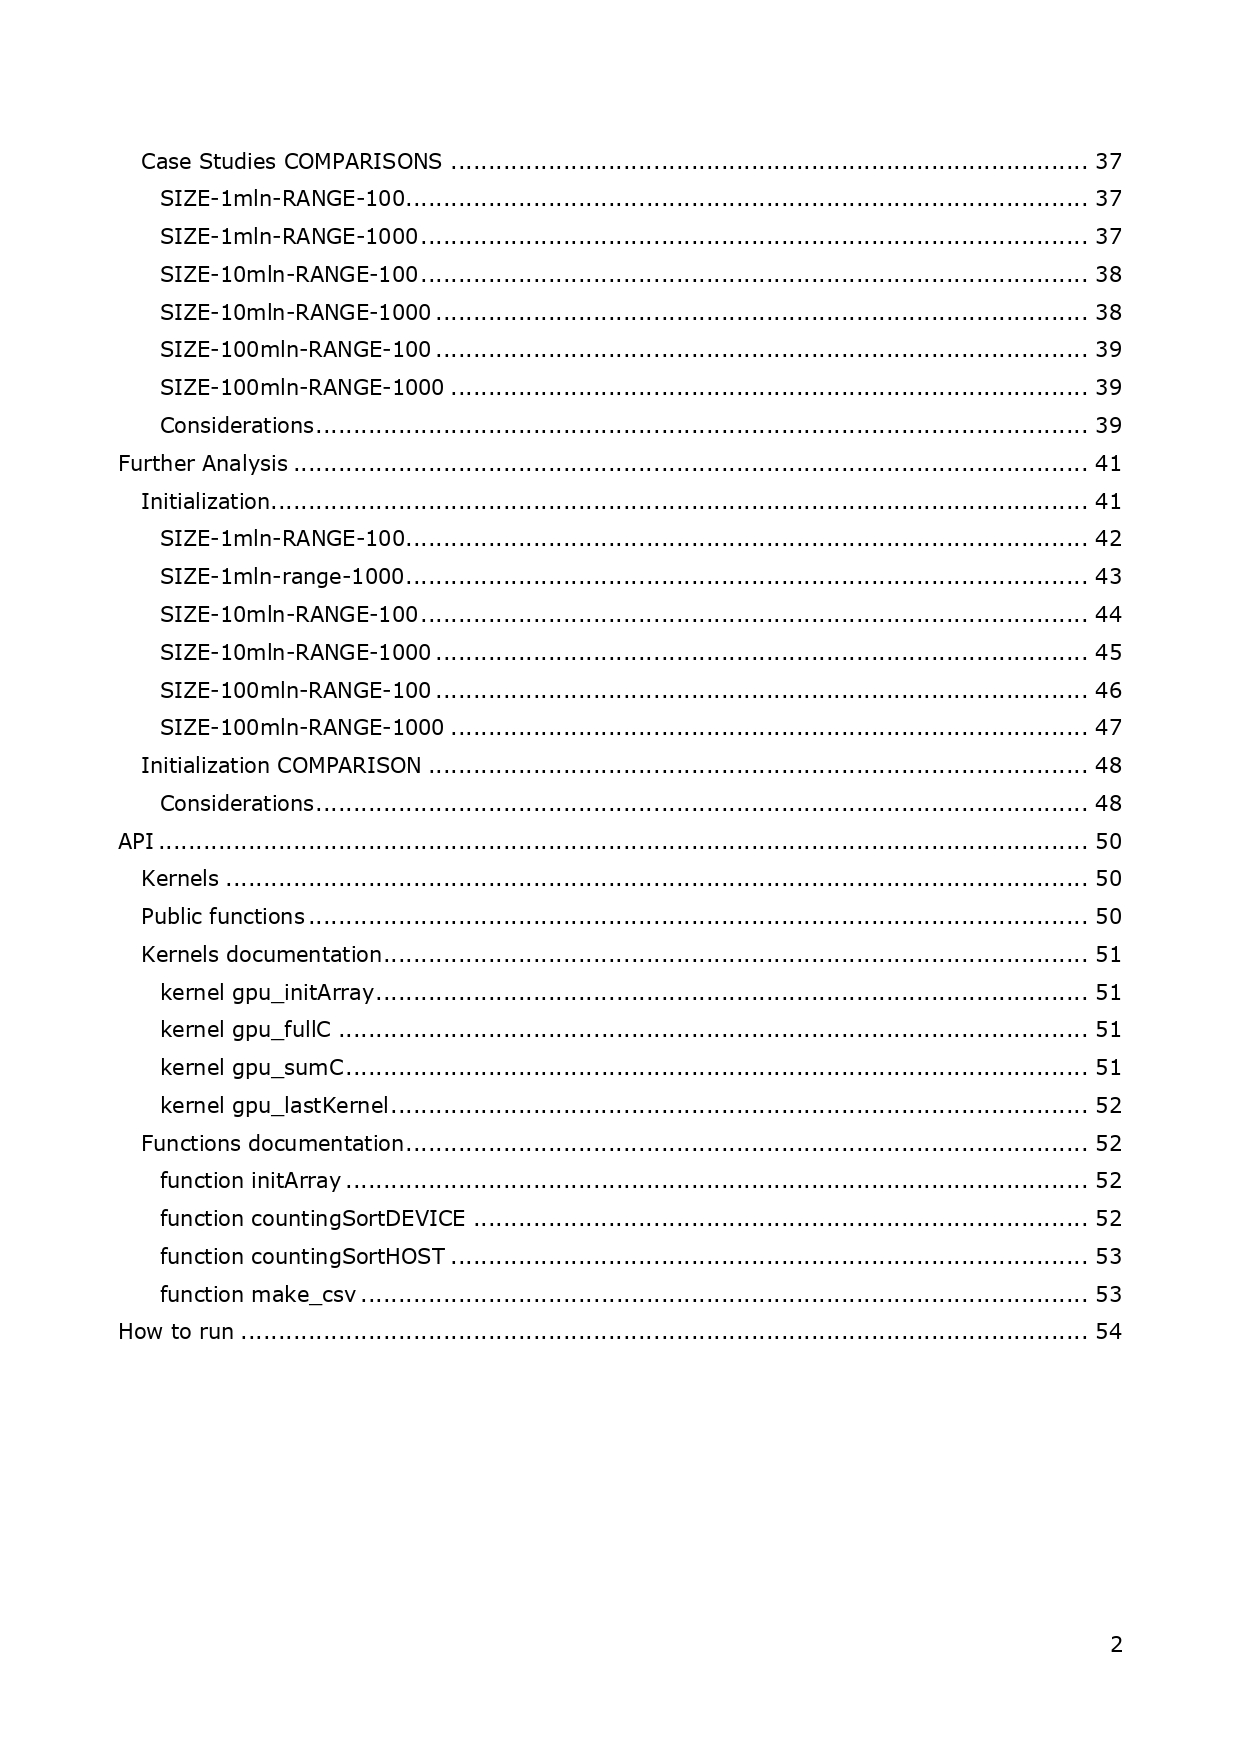 Case Studies COMPARISONS ..................................................................................... 37
SIZE-1mln-RANGE-100........................................................................................... 37
SIZE-1mln-RANGE-1000......................................................................................... 37
SIZE-10mln-RANGE-100......................................................................................... 38
SIZE-10mln-RANGE-1000 ....................................................................................... 38
SIZE-100mln-RANGE-100 ....................................................................................... 39
SIZE-100mln-RANGE-1000 ..................................................................................... 39
Considerations....................................................................................................... 39
Further Analysis .......................................................................................................... 41
Initialization............................................................................................................. 41
SIZE-1mln-RANGE-100........................................................................................... 42
SIZE-1mln-range-1000........................................................................................... 43
SIZE-10mln-RANGE-100......................................................................................... 44
SIZE-10mln-RANGE-1000 ....................................................................................... 45
SIZE-100mln-RANGE-100 ....................................................................................... 46
SIZE-100mln-RANGE-1000 ..................................................................................... 47
Initialization COMPARISON ........................................................................................ 48
Considerations....................................................................................................... 48
API ............................................................................................................................ 50
Kernels ................................................................................................................... 50
Public functions........................................................................................................ 50
Kernels documentation.............................................................................................. 51
kernel gpu_initArray............................................................................................... 51
kernel gpu_fullC .................................................................................................... 51
kernel gpu_sumC................................................................................................... 51
kernel gpu_lastKernel............................................................................................. 52
Functions documentation........................................................................................... 52
function initArray ................................................................................................... 52
function countingSortDEVICE .................................................................................. 52
function countingSortHOST ..................................................................................... 53
function make_csv ................................................................................................. 53
How to run ................................................................................................................. 54
2